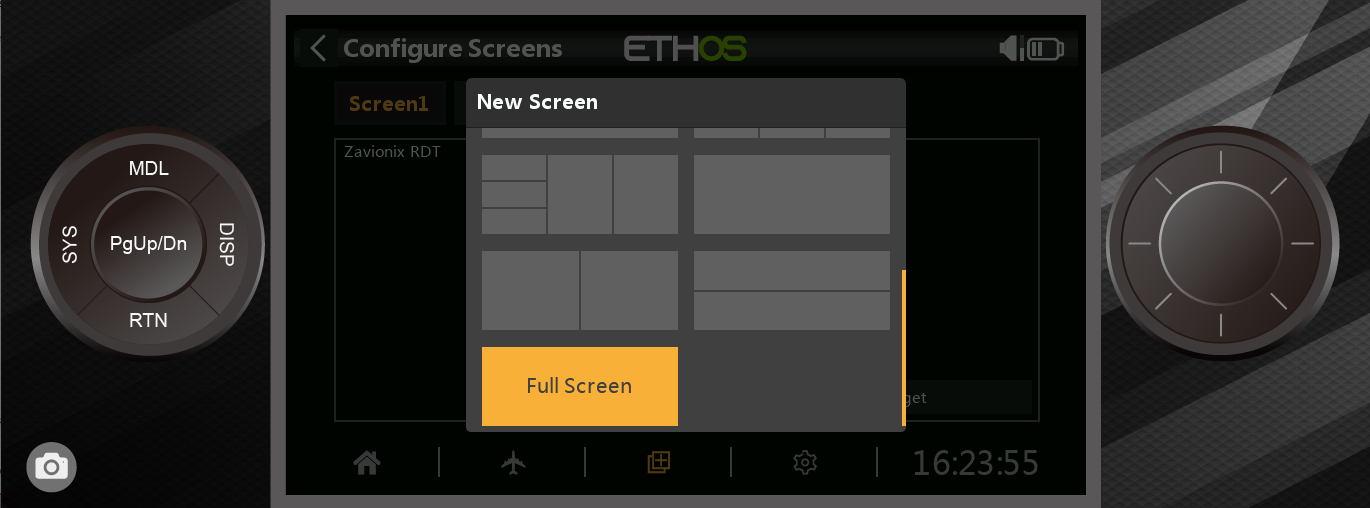 Configure Screens
ETHOS
Screen1
New Screen
Zavionix RDT
MDL
SYS
PgUp/Dn
DISP
RTN
Full Screen
get
16:23:55